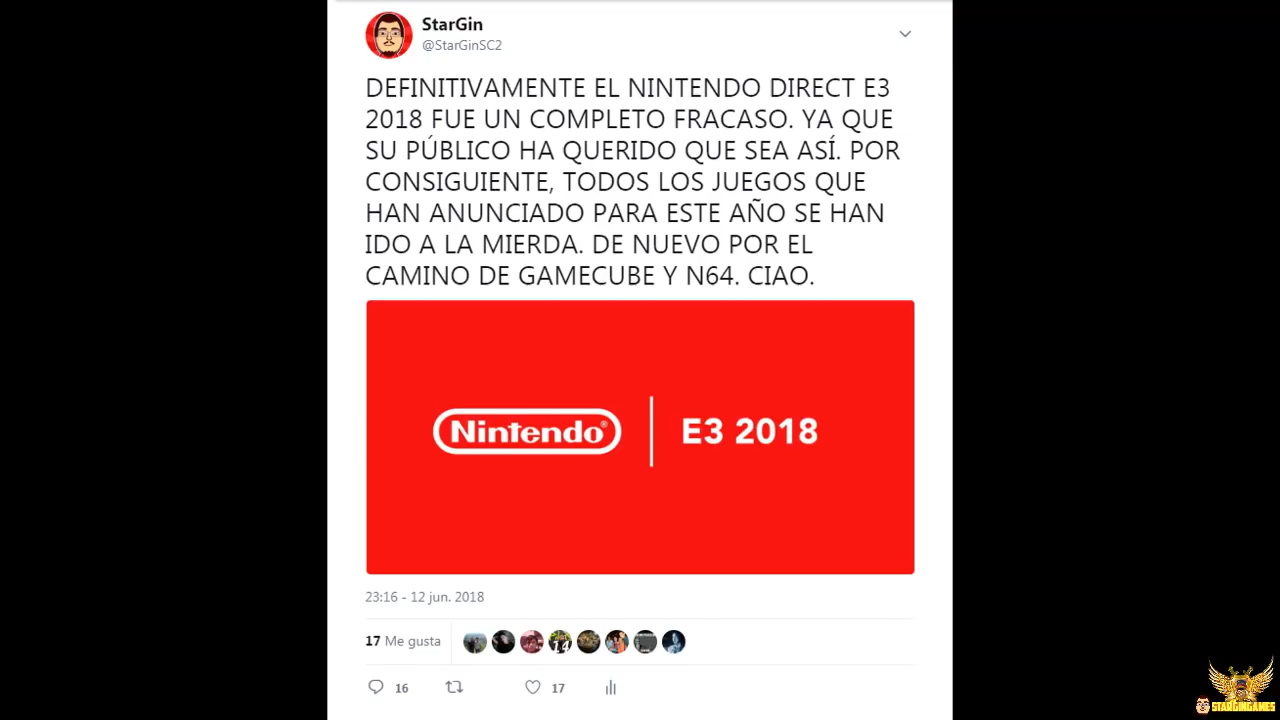 StarGin
@StarGinSC2
DEFINITIVAMENTE EL NINTENDO DIRECT E3
2018 FUE UN COMPLETO FRACASO. YA QUE
SU PÚBLICO HA QUERIDO QUE SEA ASÍ. POR
CONSIGUIENTE, TODOS LOS JUEGOS QUE
HAN ANUNCIADO PARA ESTE AÑO SE HAN
IDO A LA MIERDA. DE NUEVO POR EL
CAMINO DE GAMECUBE Y N64. CIAO.
Nintendo® | E3 2018
23:16 - 12 jun. 2018
17 Me gusta
14
16 17
STARGINGAMES